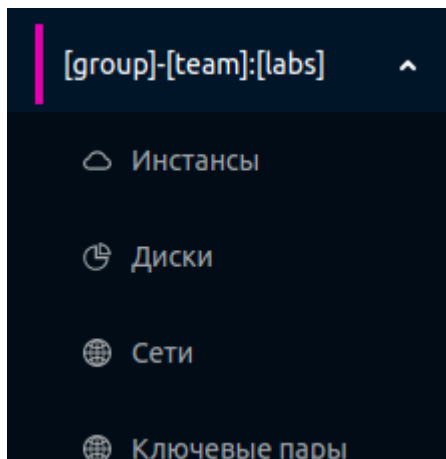 [group]-[team]:[labs]
Инстансы
Диски
Сети
Ключевые пары